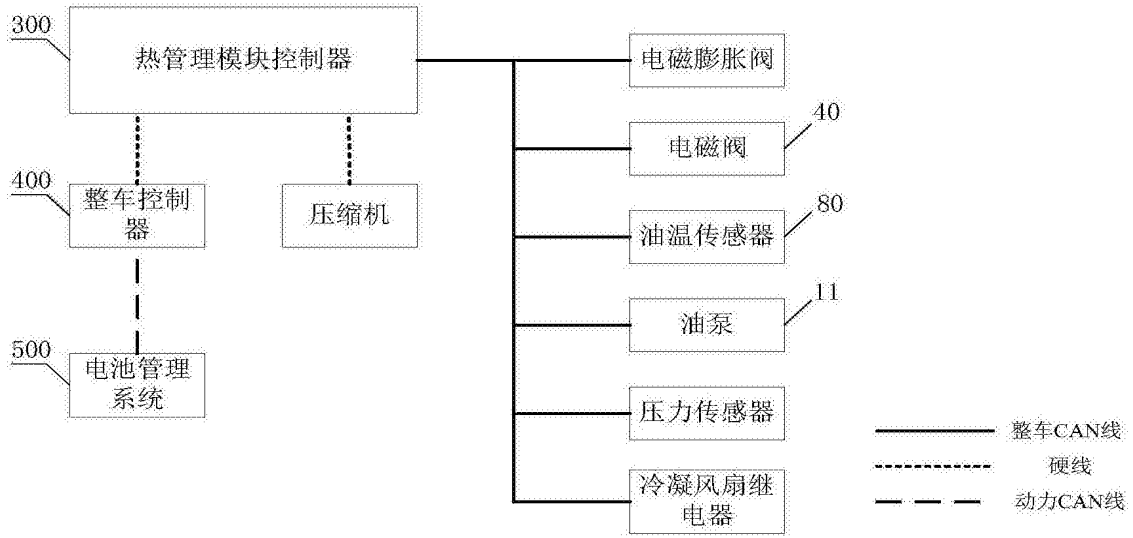 300
热管理模块控制器
电磁膨胀阀
40
电磁阀
400
整车控制
器
压缩机
80
油温传感器
11
油泵
500
电池管理
系统
压力传感器
冷凝风扇继
电器
整车CAN线
硬线
动力CAN线